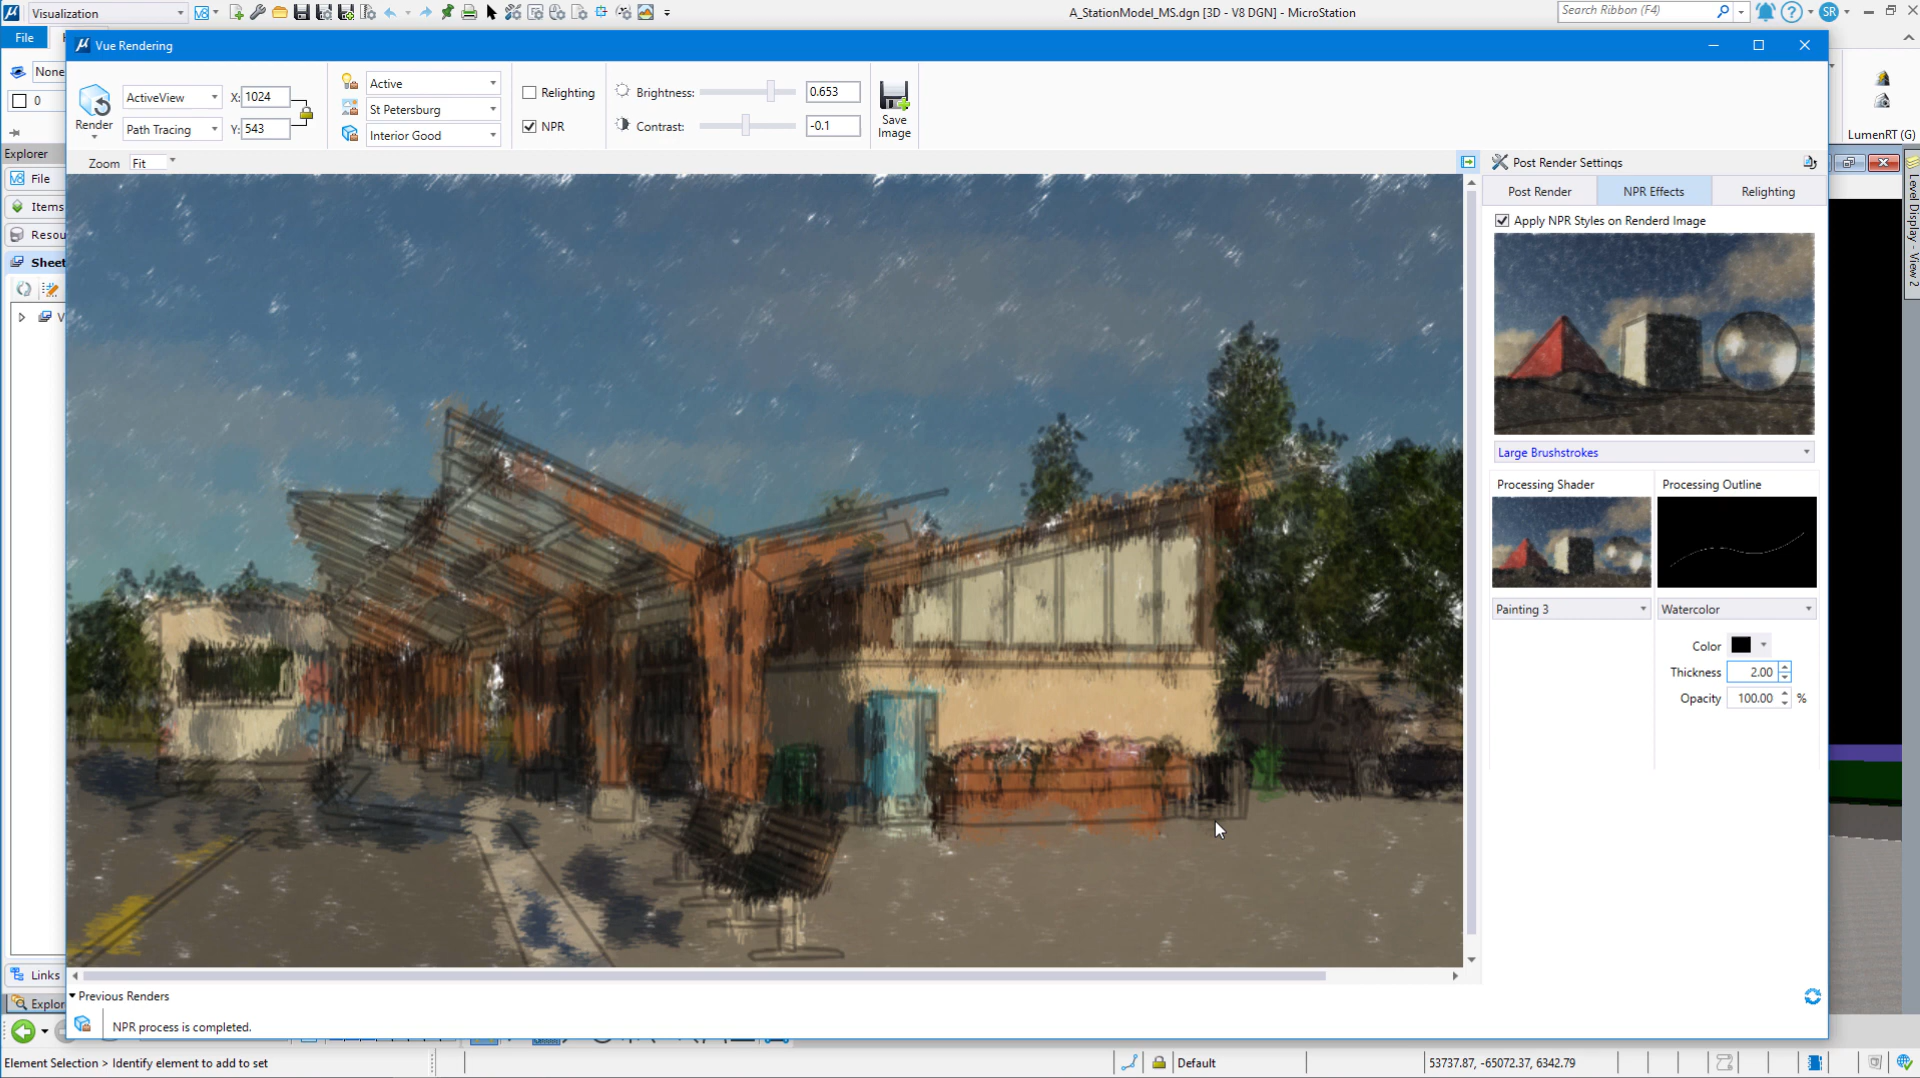 Visualization
A_StationModel_MS.dgn [3D - V8 DGN] - MicroStation
Search Ribbon (F4)
SR
File
Vue Rendering
None
0
Render
ActiveView
Path Tracing
X: 1024
Y: 543
Active
St Petersburg
Interior Good
Relighting
NPR
Brightness: 0.653
Contrast: -0.1
Save Image
LumenRT (G)
Explorer
File
Items
Resou
Sheet
V
Links
Explor
Zoom Fit
Post Render Settings
Post Render
NPR Effects
Relighting
Apply NPR Styles on Renderd Image
Large Brushstrokes
Processing Shader
Processing Outline
Painting 3
Watercolor
Color
Thickness 2.00
Opacity 100.00 %
Level Display - View 2
Previous Renders
NPR process is completed.
Element Selection > Identify element to add to set
Default
53737.87, -65072.37, 6342.79